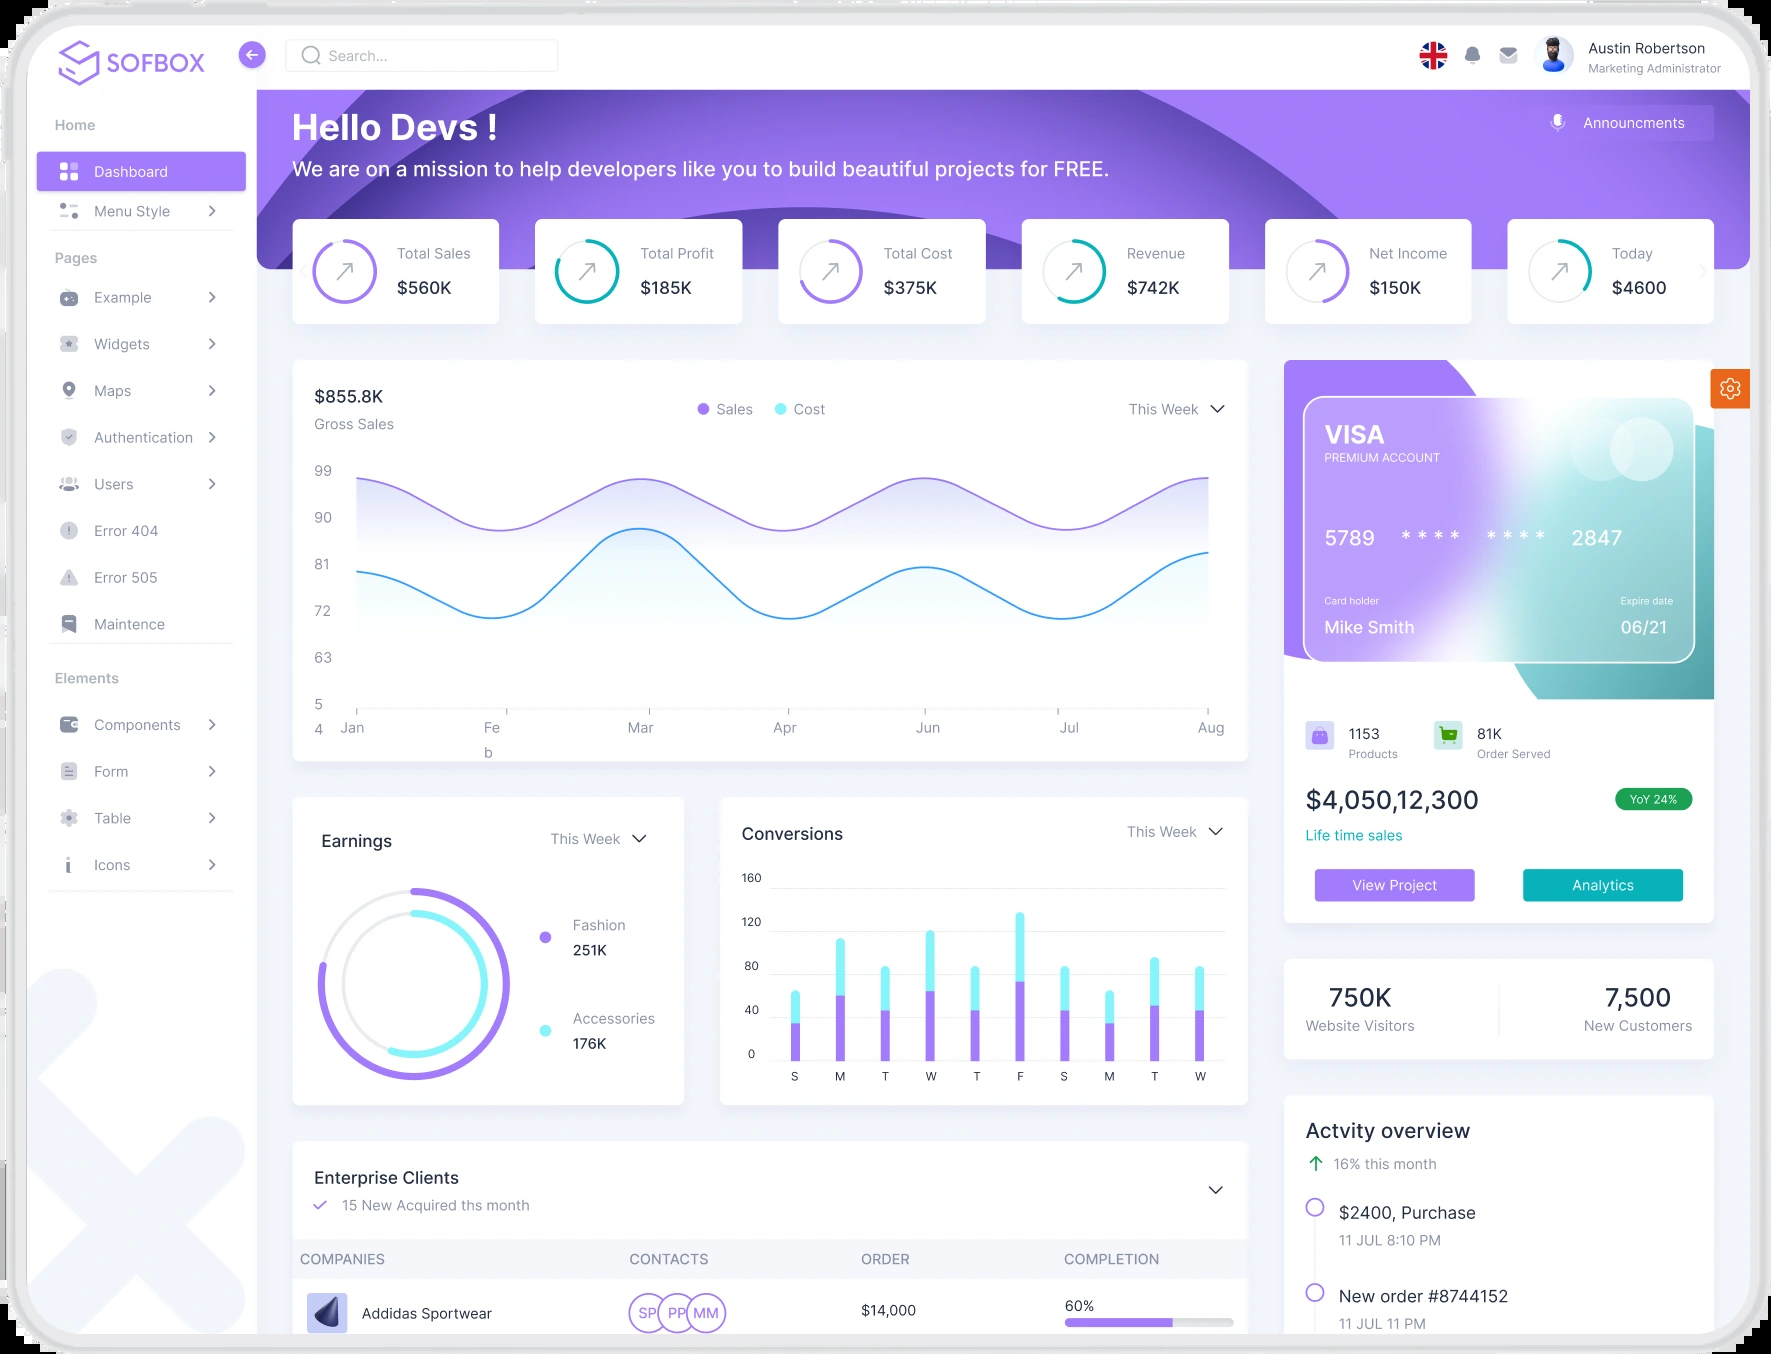 SOFBOX
Search...
Austin Robertson
Marketing Administrator
Home
Dashboard
Menu Style
Pages
Example
Widgets
Maps
Authentication
Users
Error 404
Error 505
Maintence
Elements
Components
Form
Table
Icons
Hello Devs !
We are on a mission to help developers like you to build beautiful projects for FREE.
Announcments
Total Sales
$560K
Total Profit
$185K
Total Cost
$375K
Revenue
$742K
Net Income
$150K
Today
$4600
$855.8K
Gross Sales
Sales
Cost
This Week
99
90
81
72
63
5
4
Jan
Fe
b
Mar
Apr
Jun
Jul
Aug
VISA
PREMIUM ACCOUNT
5789 **** **** 2847
Card holder
Mike Smith
Expire date
06/21
1153
Products
81K
Order Served
$4,050,12,300
YoY 24%
Life time sales
View Project
Analytics
Earnings
This Week
Fashion
251K
Accessories
176K
Conversions
This Week
160
120
80
40
0
S M T W T F S M T W
750K
Website Visitors
7,500
New Customers
Enterprise Clients
15 New Acquired ths month
COMPANIES CONTACTS ORDER COMPLETION
Addidas Sportwear SP PP MM $14,000 60%
Actvity overview
16% this month
$2400, Purchase
11 JUL 8:10 PM
New order #8744152
11 JUL 11 PM